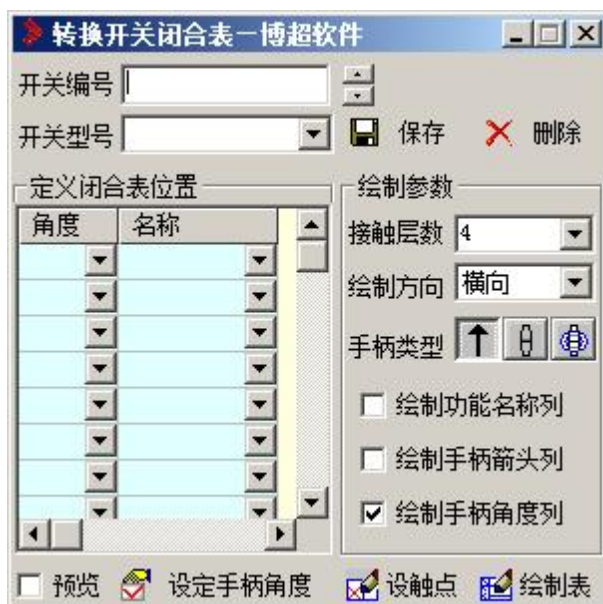 转换开关闭合表－博超软件
开关编号
开关型号 保存 删除
定义闭合表位置 绘制参数
角度 名称
接触层数 4
绘制方向 横向
手柄类型
绘制功能名称列
绘制手柄箭头列
绘制手柄角度列
预览 设定手柄角度 设触点 绘制表